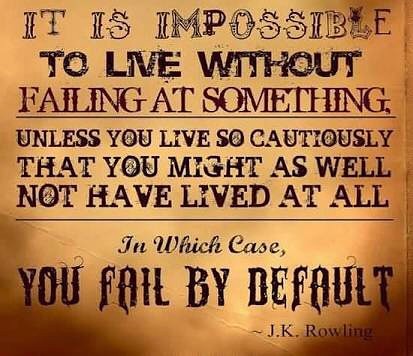 IT IS IMPOSSIBLE
TO LIVE WITHOUT
FAILING AT SOMETHING,
UNLESS YOU LIVE SO CAUTIOUSLY
THAT YOU MIGHT AS WELL
NOT HAVE LIVED AT ALL
In Which Case,
YOU FAIL BY DEFAULT
~ J.K. Rowling